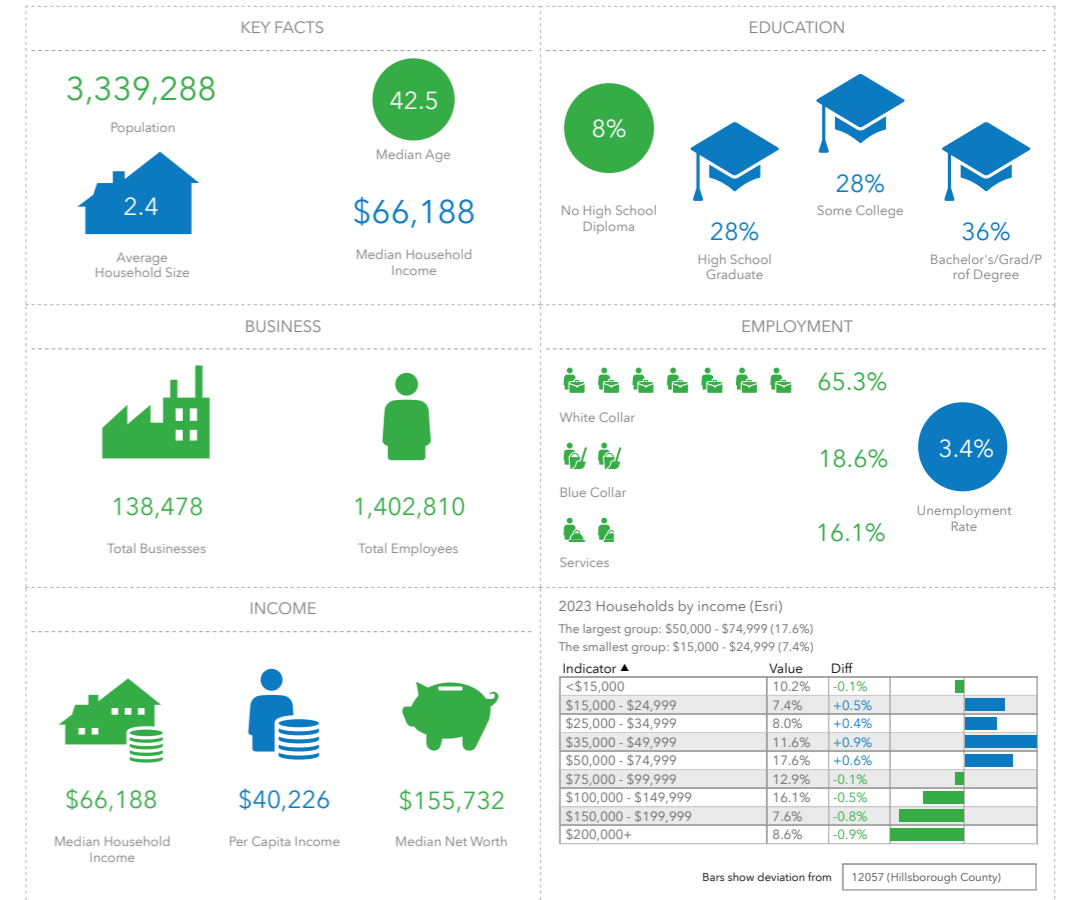 KEY FACTS
3,339,288
Population
42.5
Median Age
2.4
Average
Household Size
$66,188
Median Household
Income
EDUCATION
8%
No High School
Diploma
28%
High School
Graduate
28%
Some College
36%
Bachelor's/Grad/P
rof Degree
BUSINESS
138,478
Total Businesses
1,402,810
Total Employees
EMPLOYMENT
65.3%
White Collar
18.6%
Blue Collar
16.1%
Services
3.4%
Unemployment
Rate
INCOME
$66,188
Median Household
Income
$40,226
Per Capita Income
$155,732
Median Net Worth
2023 Households by income (Esri)
The largest group: $50,000 - $74,999 (17.6%)
The smallest group: $15,000 - $24,999 (7.4%)
Indicator ▲ Value Diff
<$15,000 10.2% -0.1%
$15,000 - $24,999 7.4% +0.5%
$25,000 - $34,999 8.0% +0.4%
$35,000 - $49,999 11.6% +0.9%
$50,000 - $74,999 17.6% +0.6%
$75,000 - $99,999 12.9% -0.1%
$100,000 - $149,999 16.1% -0.5%
$150,000 - $199,999 7.6% -0.8%
$200,000+ 8.6% -0.9%
Bars show deviation from 12057 (Hillsborough County)